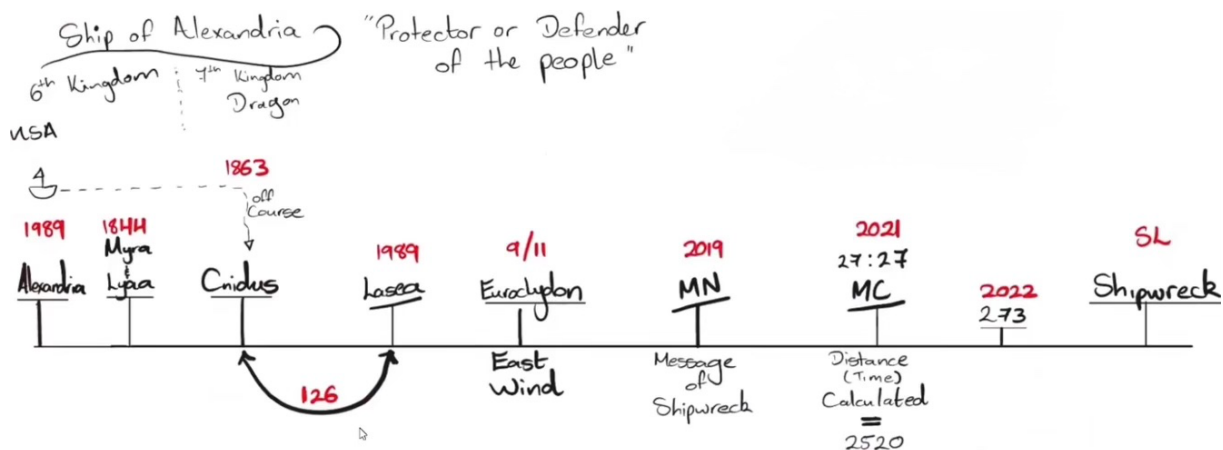 Ship of Alexandria
"Protector or Defender
of the people"
6th Kingdom
7th Kingdom
Dragon
USA
1863
off
Course
1989
Alexandria
1844
Myra
&
Lycia
Cnidus
1989
Lasea
9/11
Euroclydon
2019
MN
2021
27:27
MC
2022
273
SL
Shipwreck
126
East
Wind
Message
of
Shipwreck
Distance
(Time)
Calculated
=
2520